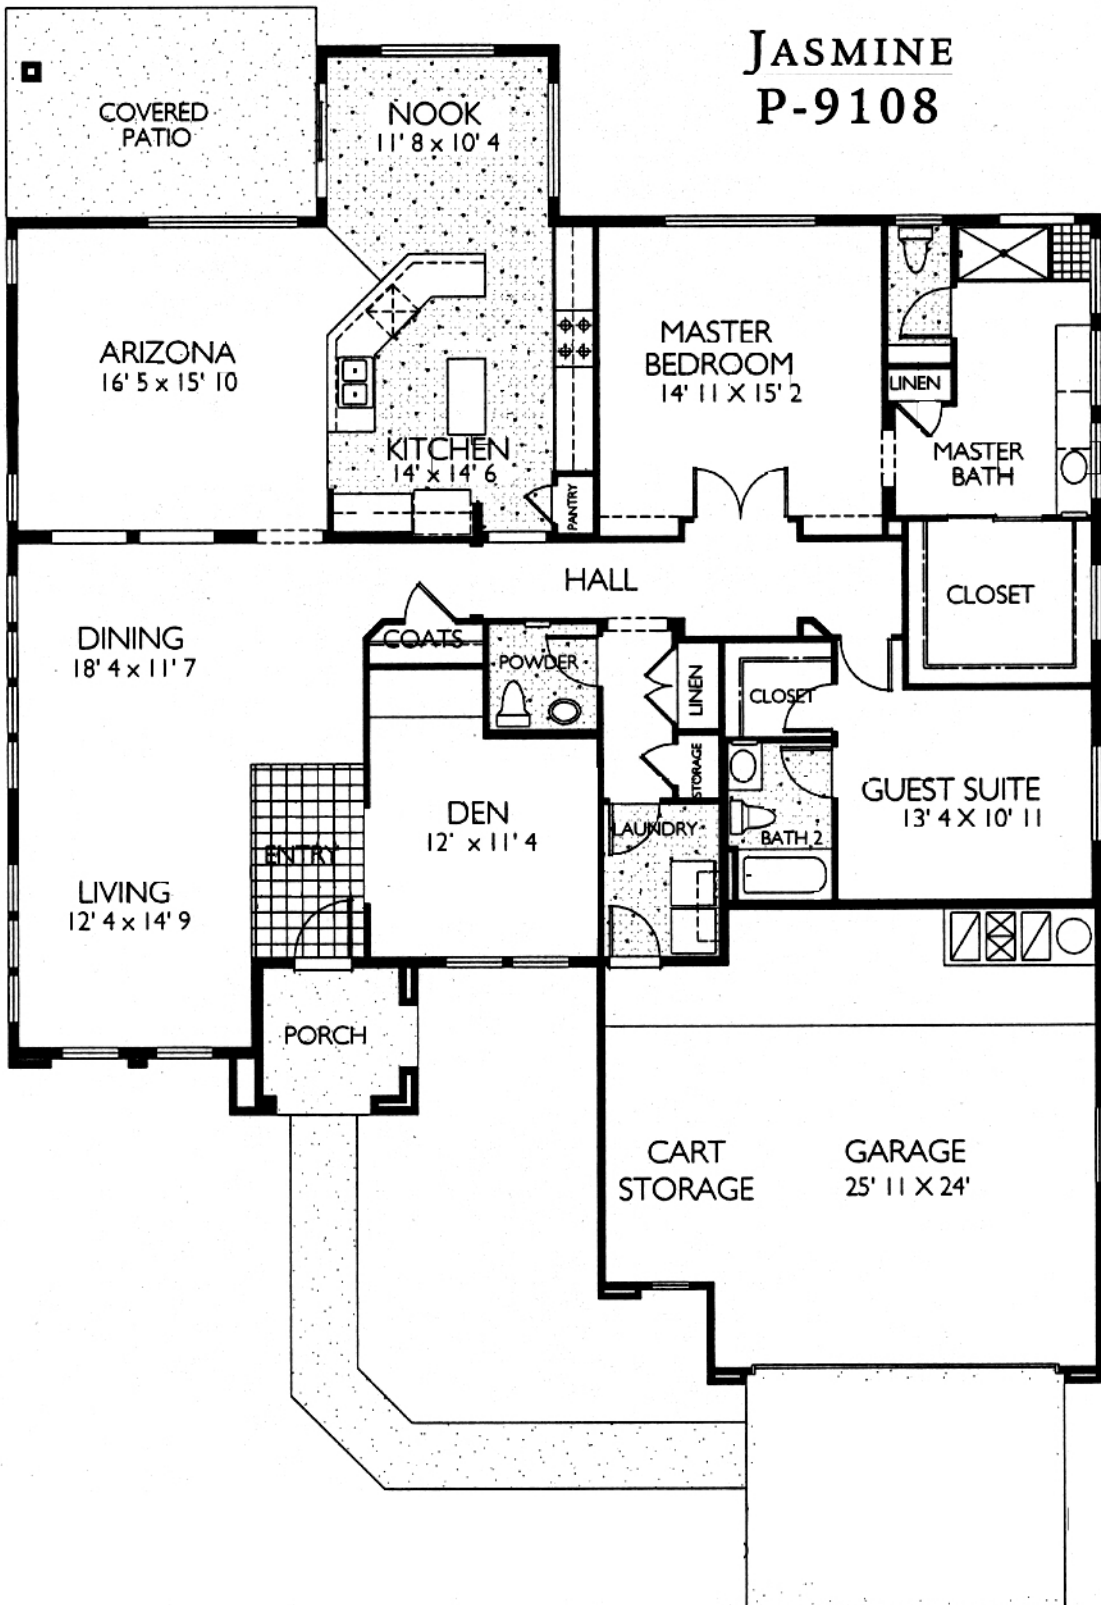 JASMINE
P-9108
COVERED
PATIO
NOOK
11' 8 x 10' 4
ARIZONA
16' 5 x 15' 10
MASTER
BEDROOM
14' 11 X 15' 2
LINEN
KITCHEN
14' x 14' 6
MASTER
BATH
PANTRY
HALL
CLOSET
DINING
18' 4 x 11' 7
COATS
POWDER
LINEN
CLOSET
STORAGE
GUEST SUITE
13' 4 X 10' 11
DEN
12' x 11' 4
LAUNDRY
BATH 2
ENTRY
LIVING
12' 4 x 14' 9
PORCH
CART
STORAGE
GARAGE
25' 11 X 24'